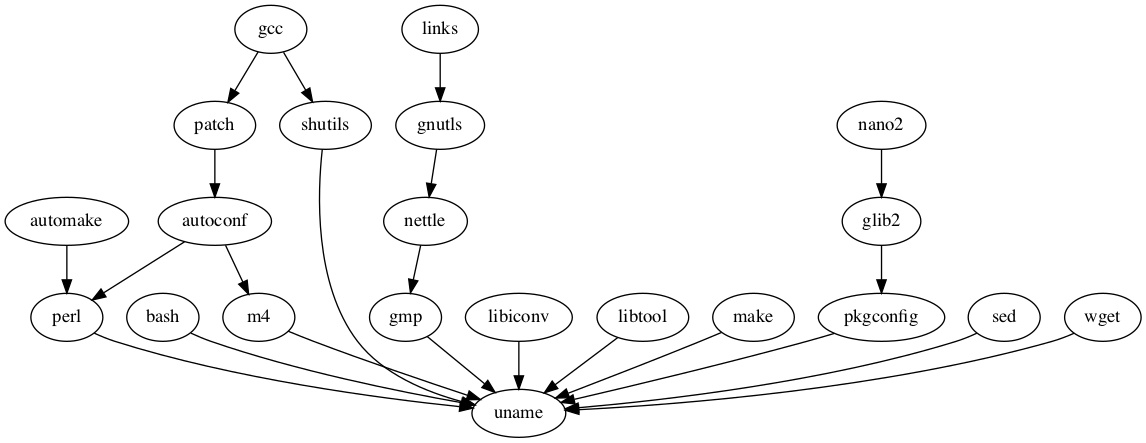 gcc
links
patch
shutils
gnutls
nano2
automake
autoconf
nettle
glib2
perl
bash
m4
gmp
libiconv
libtool
make
pkgconfig
sed
wget
uname